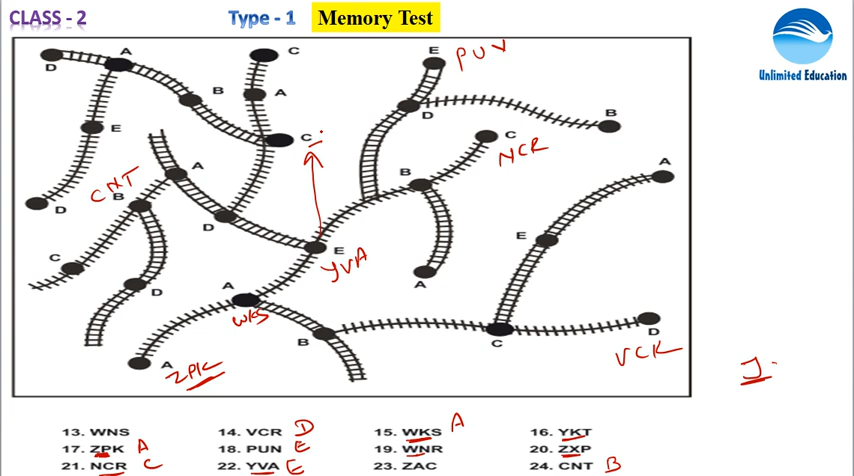 CLASS - 2
Type - 1
Memory Test
Unlimited Education
D A C
E PUV
B A D B
E C C
NCR
A B A
CNT B
D D E E
YVA
C A A
D
WKS B C D
A VCK
ZPK
13. WNS 14. VCR D 15. WKS A 16. YKT
17. ZPK A 18. PUN E 19. WNR 20. ZXP
21. NCR C 22. YVA E 23. ZAC 24. CNT B